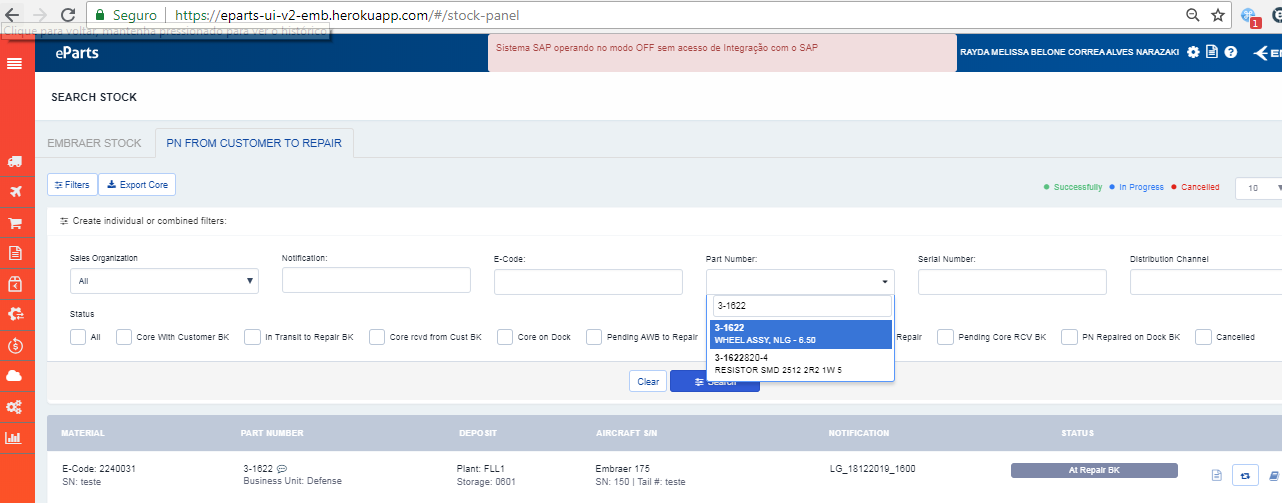 Seguro
https://eparts-ui-v2-emb.herokuapp.com/#/stock-panel
1
Clique para voltar, mantenha pressionado para ver o histórico
eParts
Sistema SAP operando no modo OFF sem acesso de Integração com o SAP
RAYDA MELISSA BELONE CORREA ALVES NARAZAKI
SEARCH STOCK
EMBRAER STOCK
PN FROM CUSTOMER TO REPAIR
Filters
Export Core
Successfully
In Progress
Cancelled
10
Create individual or combined filters:
Sales Organization
Notification:
E-Code:
Part Number:
Serial Number:
Distribution Channel
All
3-1622
3-1622
WHEEL ASSY, NLG - 6.50
3-1622820-4
RESISTOR SMD 2512 2R2 1W 5
Status
All
Core With Customer BK
In Transit to Repair BK
Core rcvd from Cust BK
Core on Dock
Pending AWB to Repair
Repair
Pending Core RCV BK
PN Repaired on Dock BK
Cancelled
Clear
Search
MATERIAL
PART NUMBER
DEPOSIT
AIRCRAFT S/N
NOTIFICATION
STATUS
E-Code: 2240031
SN: teste
3-1622
Business Unit: Defense
Plant: FLL1
Storage: 0601
Embraer 175
SN: 150 | Tail #: teste
LG_18122019_1600
At Repair BK